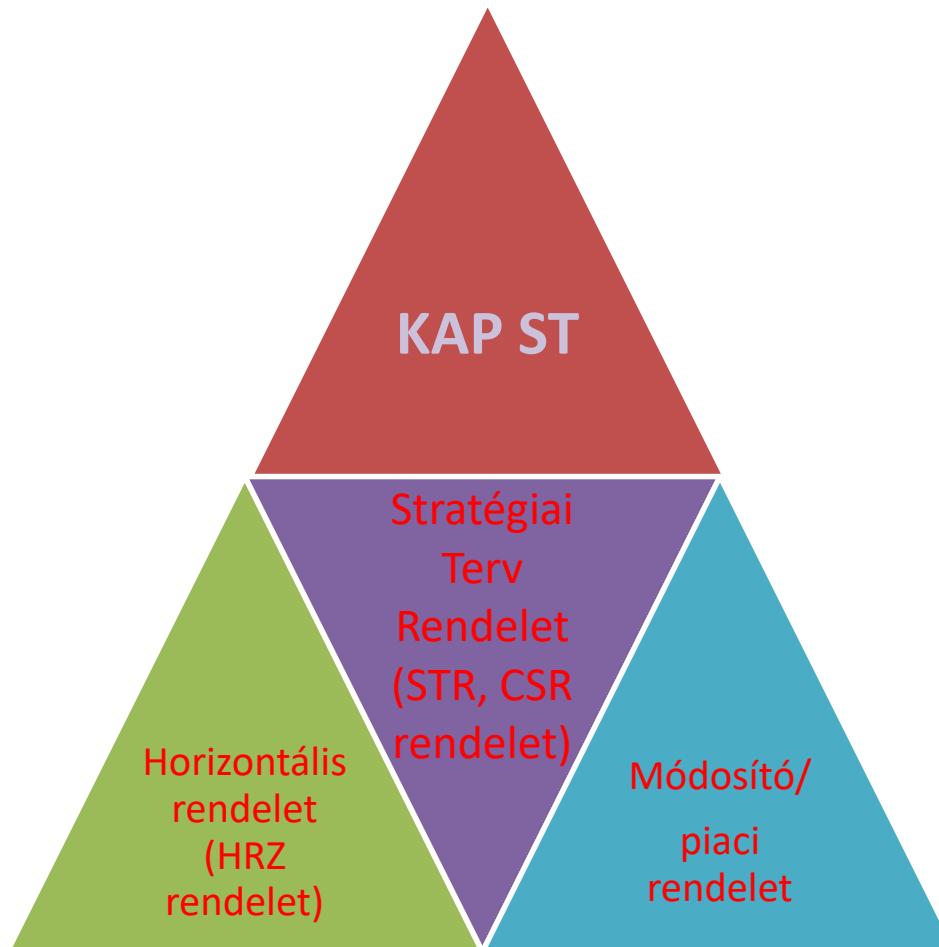 KAP ST
Stratégiai
Terv
Rendelet
(STR, CSR
rendelet)
Horizontális
rendelet
(HRZ
rendelet)
Módosító/
piaci
rendelet